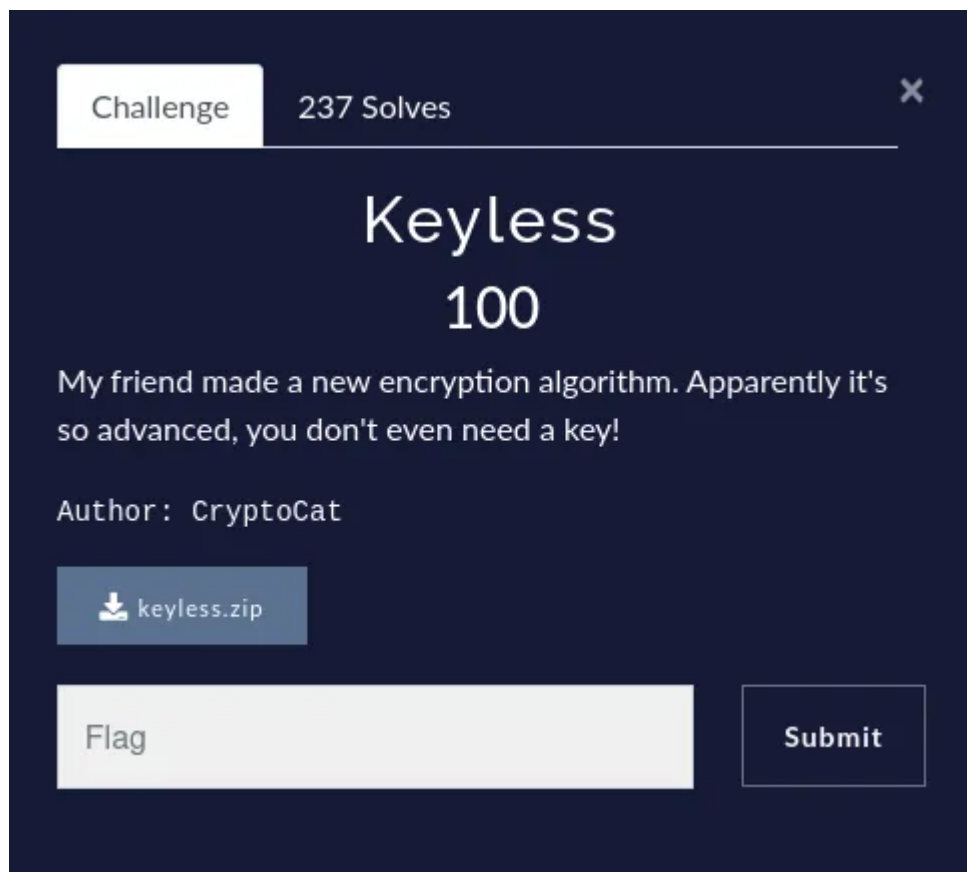 Challenge
237 Solves
×
Keyless
100
My friend made a new encryption algorithm. Apparently it's
so advanced, you don't even need a key!
Author: CryptoCat
keyless.zip
Flag
Submit